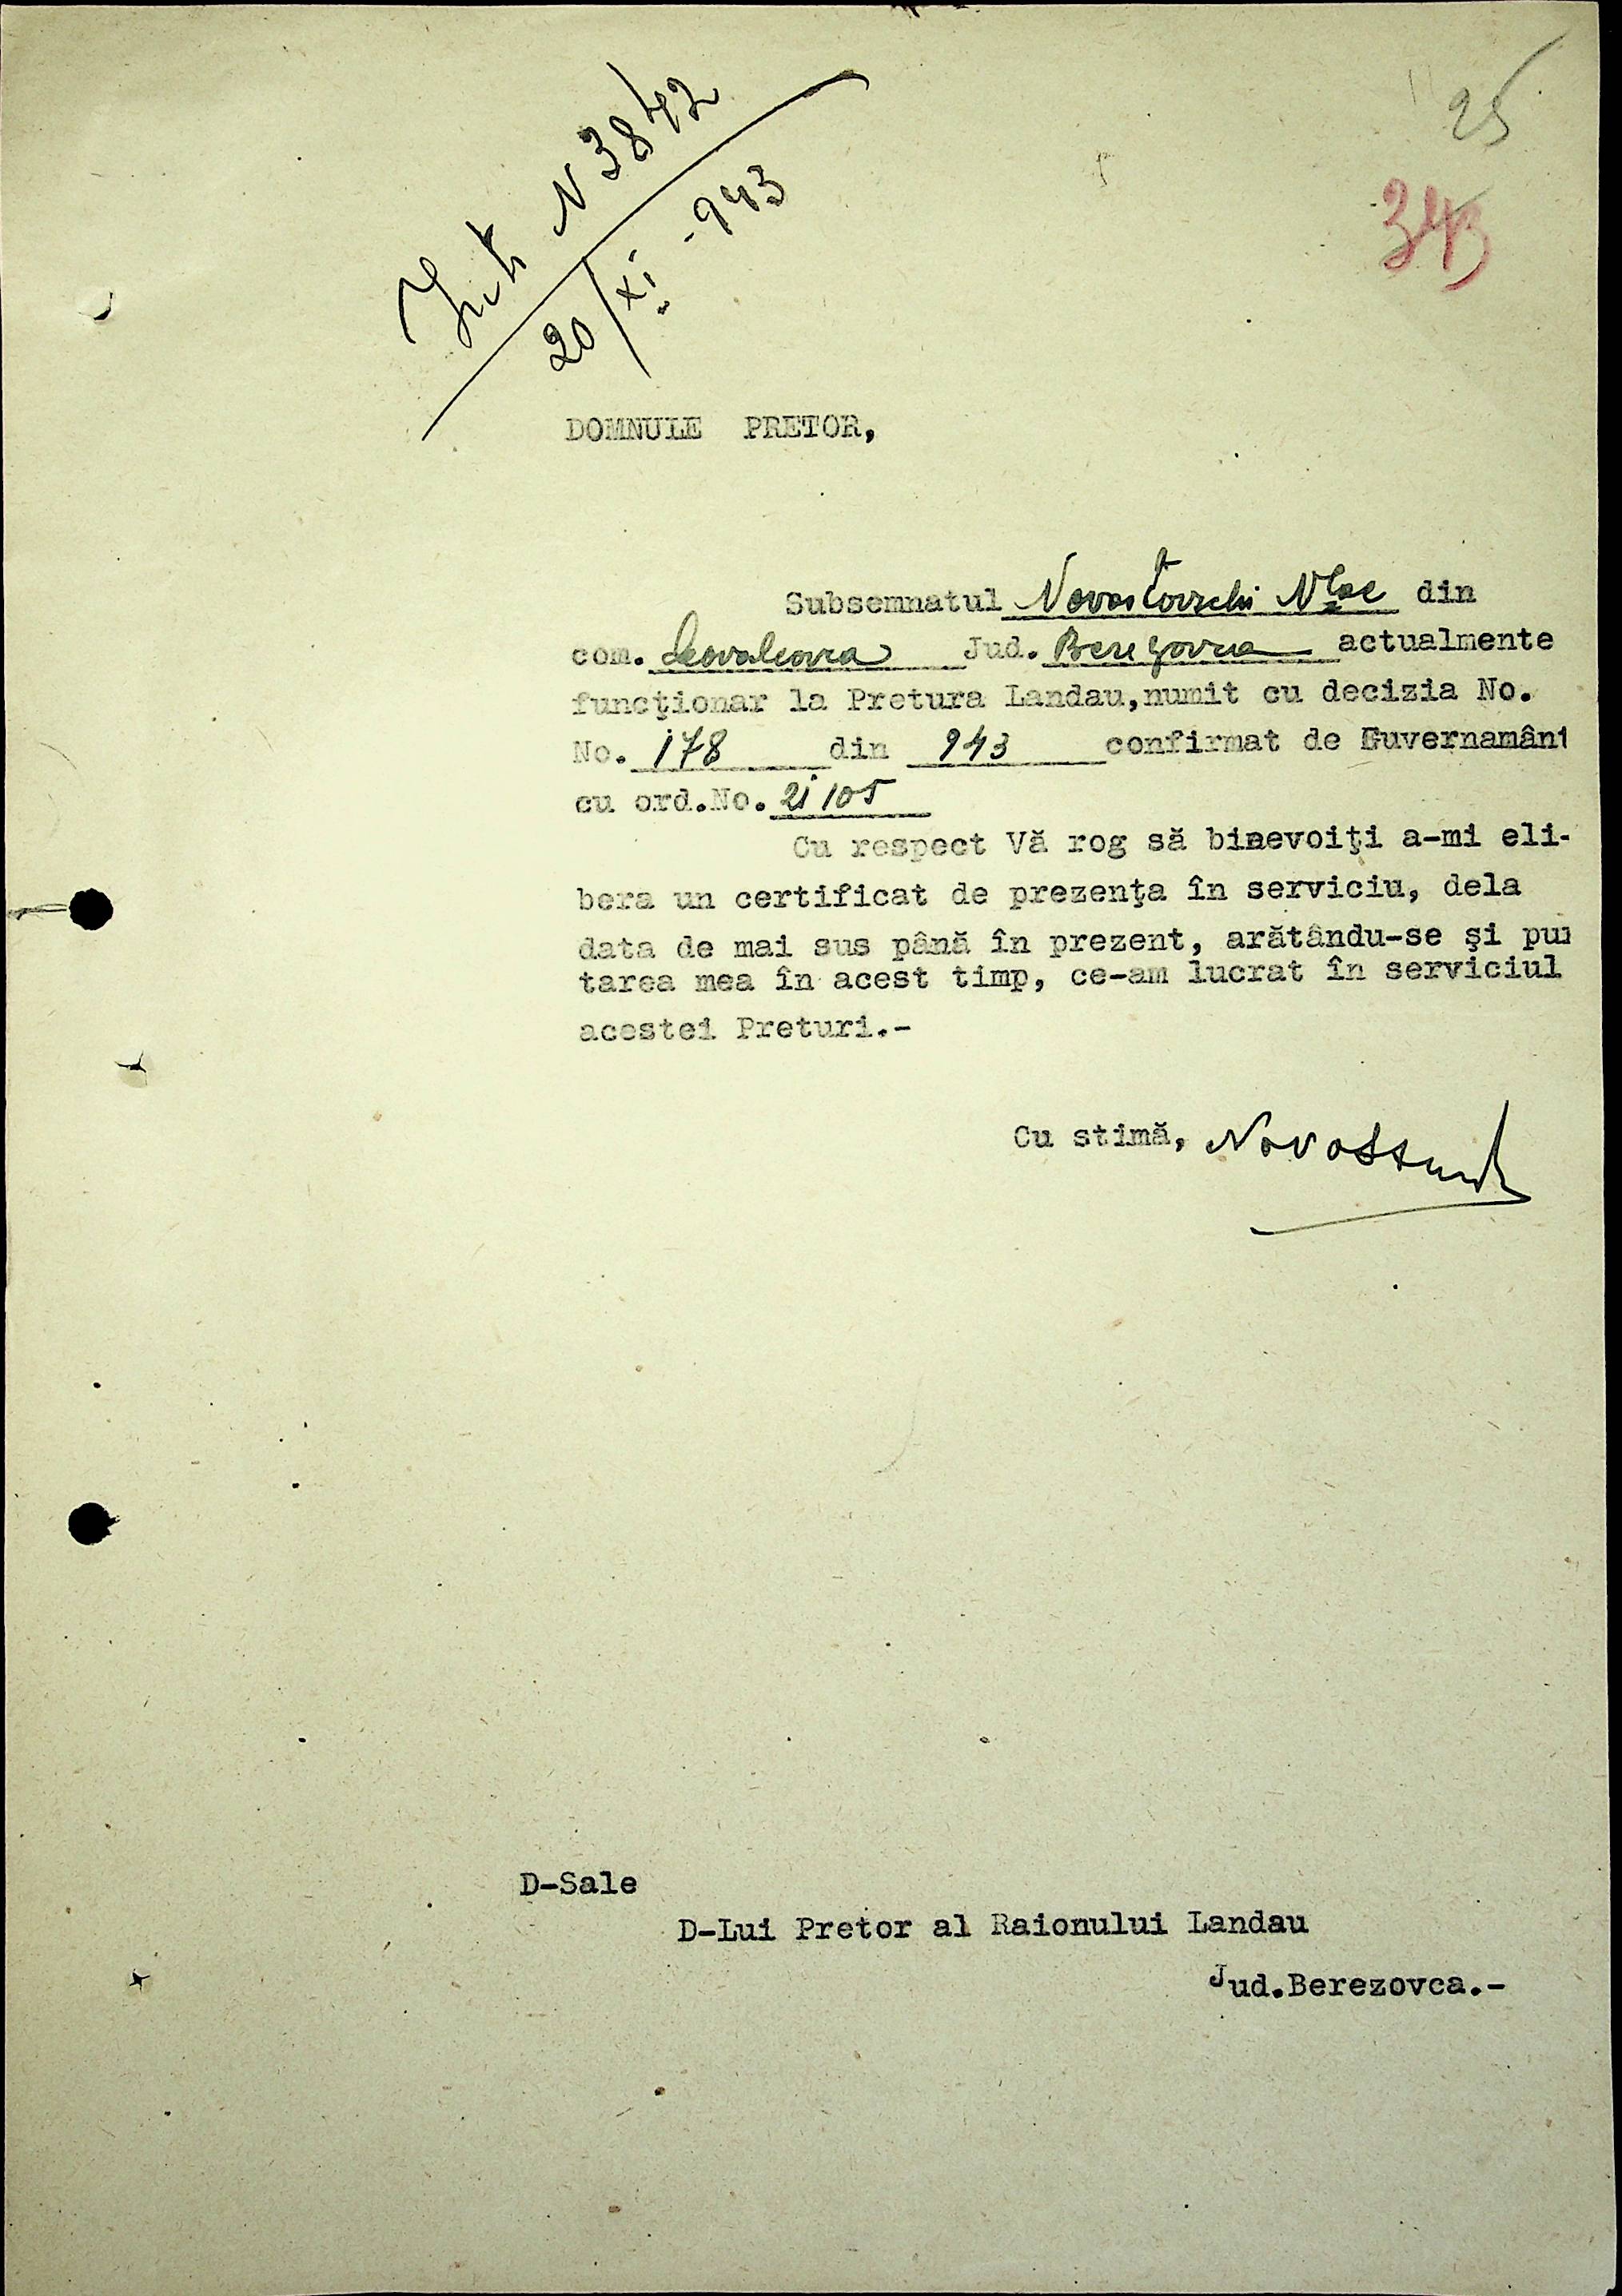 25
343
N 3842
20/XI -943
DOMNULE PRETOR,
Subsemnatul Novostovschi Nlae din
com. Jud. Berezovca actualmente
funcţionar la Pretura Landau,numit cu decizia No.
No. 178 din 943 confirmat de Guvernamânt
cu ord.No. 21105
Cu respect Vă rog să binevoiţi a-mi eli-
bera un certificat de prezenţa în serviciu, dela
data de mai sus până în prezent, arătându-se şi pur
tarea mea în acest timp, ce-am lucrat în serviciul
acestei Preturi.-
Cu stimă,
D-Sale
D-Lui Pretor al Raionului Landau
Jud.Berezovca.-